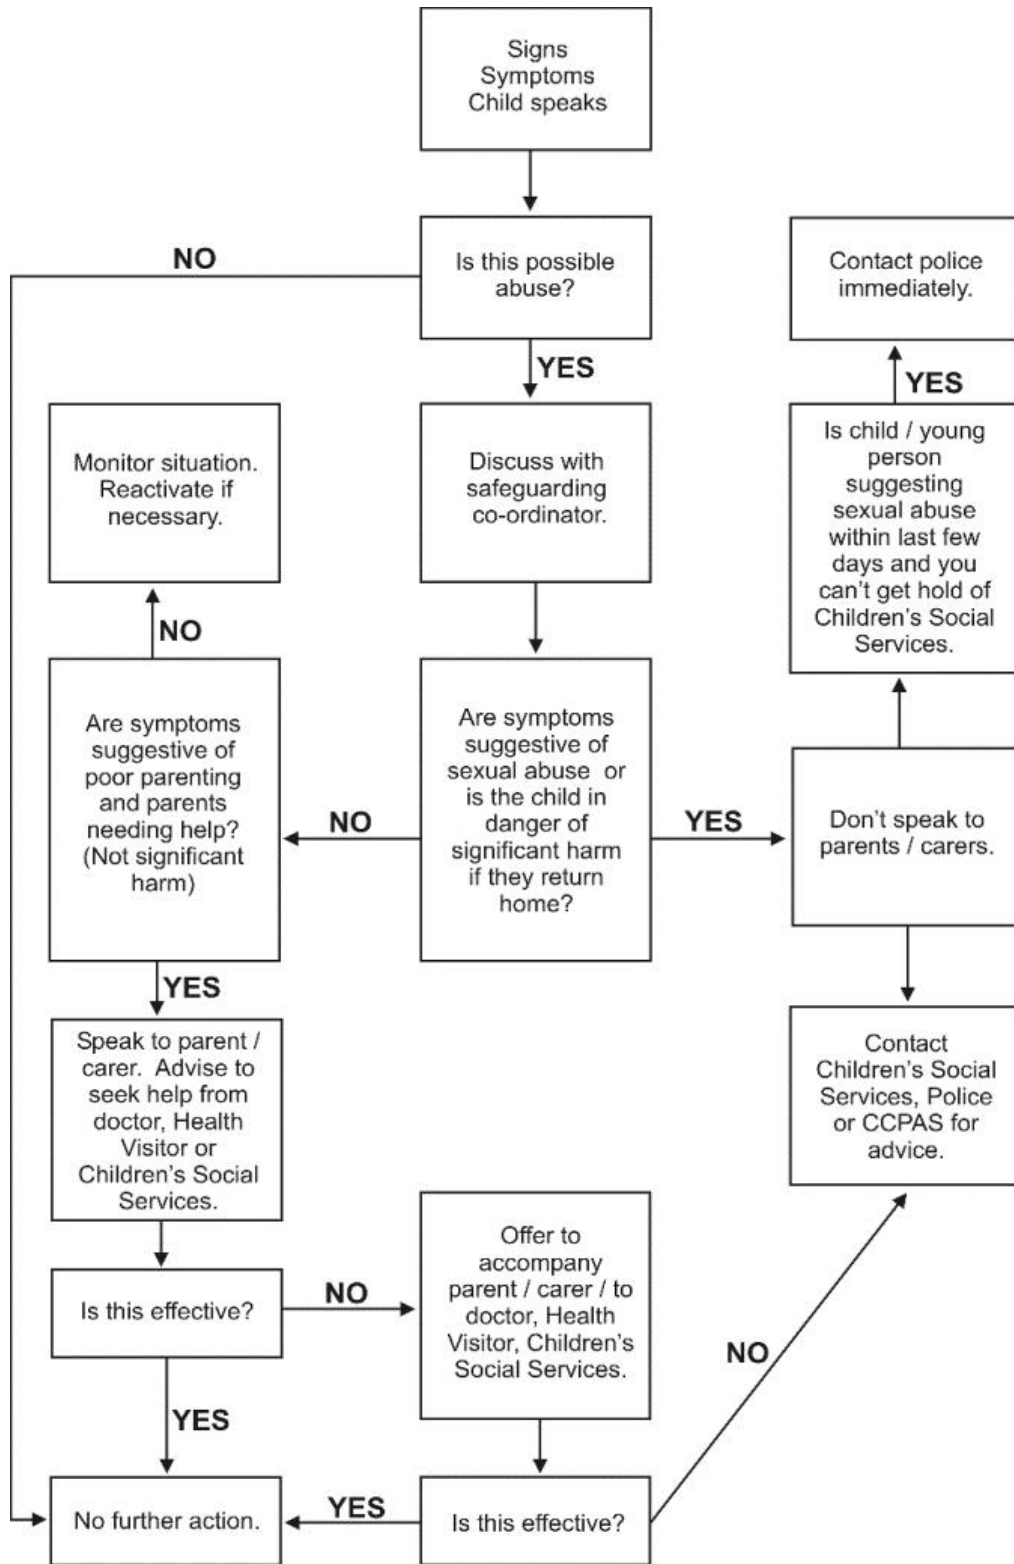 Signs
Symptoms
Child speaks
NO
Is this possible
abuse?
Contact police
immediately.
YES
YES
Monitor situation.
Reactivate if
necessary.
Discuss with
safeguarding
co-ordinator.
Is child / young
person
suggesting
sexual abuse
within last few
days and you
can’t get hold of
Children’s Social
Services.
NO
Are symptoms
suggestive of
poor parenting
and parents
needing help?
(Not significant
harm)
NO
Are symptoms
suggestive of
sexual abuse or
is the child in
danger of
significant harm
if they return
home?
YES
Don’t speak to
parents / carers.
YES
Speak to parent /
carer. Advise to
seek help from
doctor, Health
Visitor or
Children’s Social
Services.
Contact
Children’s Social
Services, Police
or CCPAS for
advice.
Is this effective?
NO
Offer to
accompany
parent / carer / to
doctor, Health
Visitor, Children’s
Social Services.
NO
YES
No further action.
YES
Is this effective?